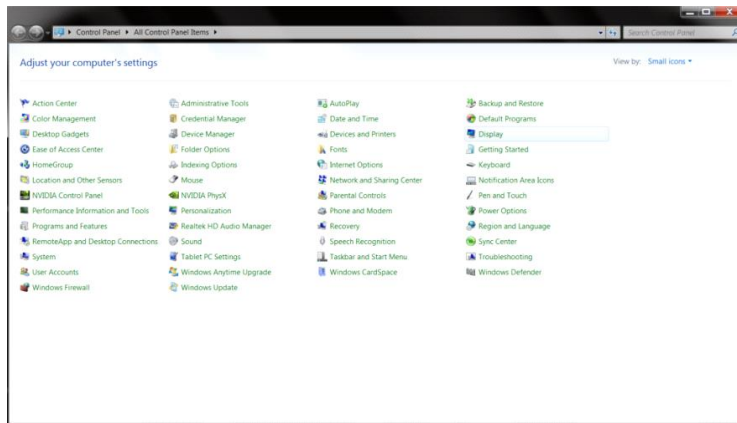 Control Panel All Control Panel Items Search Control Panel
Adjust your computer's settings View by: Small icons
Action Center Administrative Tools AutoPlay Backup and Restore
Color Management Credential Manager Date and Time Default Programs
Desktop Gadgets Device Manager Devices and Printers Display
Ease of Access Center Folder Options Fonts Getting Started
HomeGroup Indexing Options Internet Options Keyboard
Location and Other Sensors Mouse Network and Sharing Center Notification Area Icons
NVIDIA Control Panel NVIDIA PhysX Parental Controls Pen and Touch
Performance Information and Tools Personalization Phone and Modem Power Options
Programs and Features Realtek HD Audio Manager Recovery Region and Language
RemoteApp and Desktop Connections Sound Speech Recognition Sync Center
System Tablet PC Settings Taskbar and Start Menu Troubleshooting
User Accounts Windows Anytime Upgrade Windows CardSpace Windows Defender
Windows Firewall Windows Update